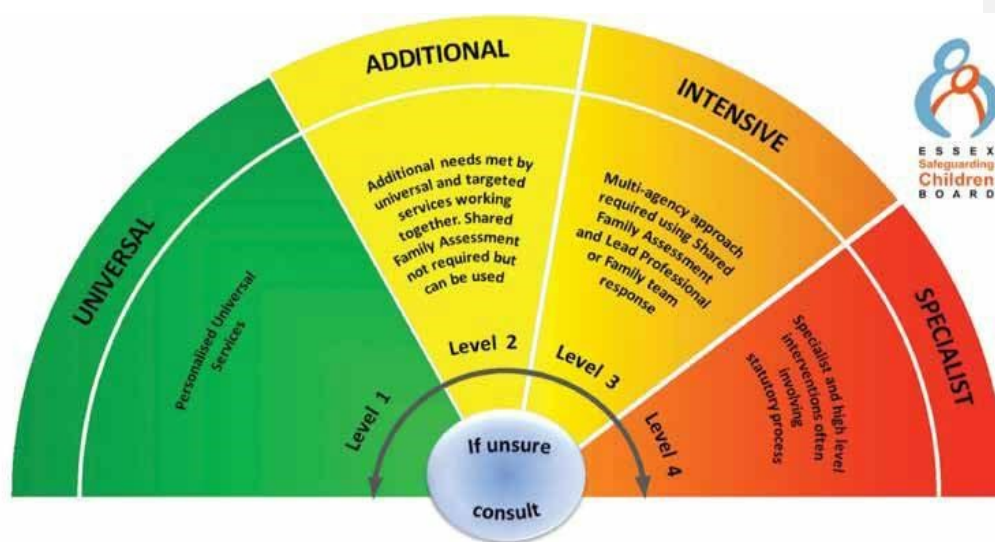 UNIVERSAL
Personalised Universal
Services
Level 1
ADDITIONAL
Additional needs met by
universal and targeted
services working
together. Shared
Family Assessment
not required but
can be used
Level 2
INTENSIVE
Multi-agency approach
required using Shared
Family Assessment
and Lead Professional
or Family team
response
Level 3
SPECIALIST
Specialist and high level
interventions often
involving
statutory process
Level 4
If unsure
consult
ESSEX
Safeguarding
Children
BOARD